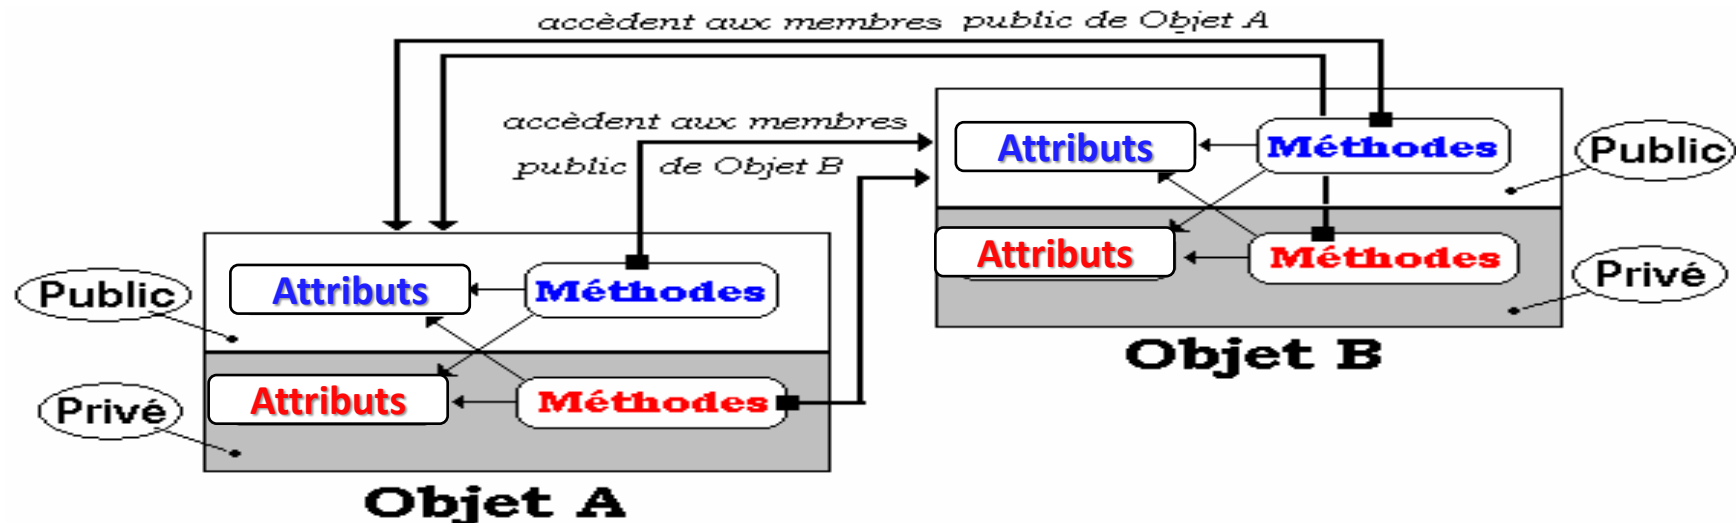 accèdent aux membres public de Objet A
accèdent aux membres
public de Objet B
Attributs
Méthodes
Public
Attributs
Méthodes
Privé
Objet B
Public
Attributs
Méthodes
Privé
Attributs
Méthodes
Objet A